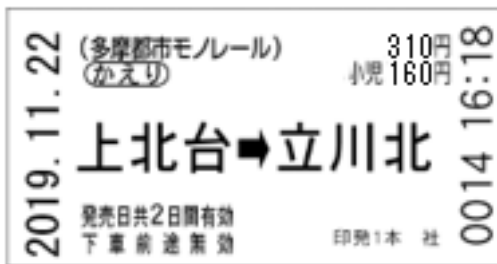 2019.11.22
(多摩都市モノレール)
310円
(かえり)
小児160円
上北台➡立川北
発売日共2日間有効
下車前途無効
印発1本 社
0014 16:18